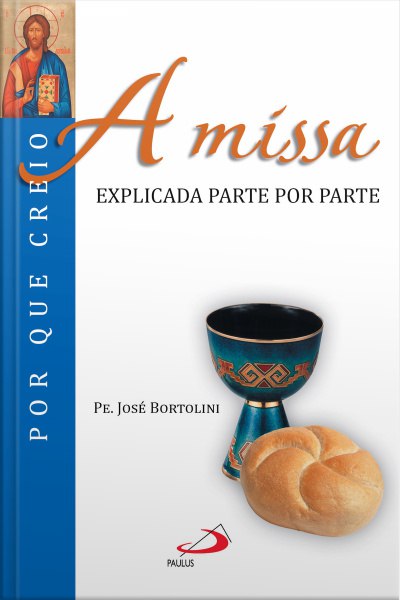 POR QUE CREIO
A missa
EXPLICADA PARTE POR PARTE
PE. JOSÉ BORTOLINI
PAULUS